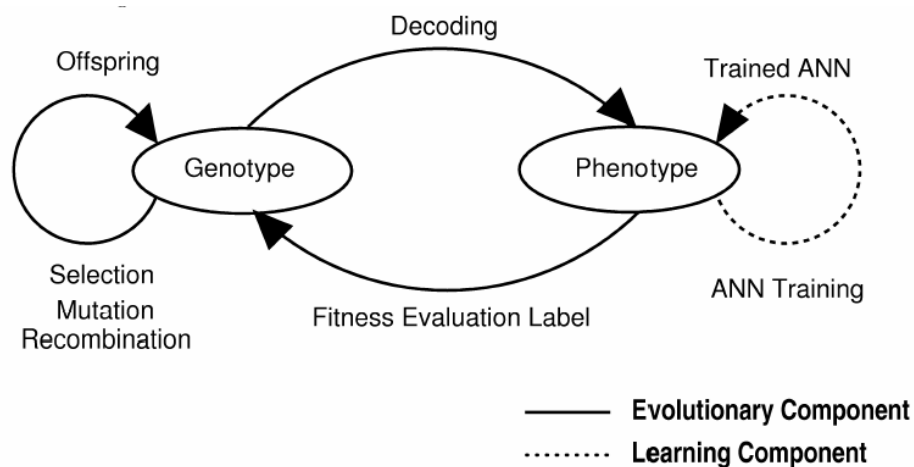 Decoding
Offspring
Trained ANN
Genotype
Phenotype
Selection
Mutation
Recombination
ANN Training
Fitness Evaluation Label
Evolutionary Component
Learning Component